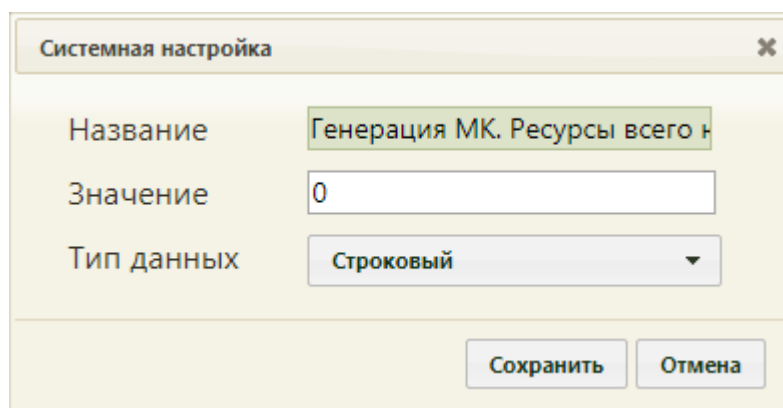 Системная настройка
Название
Генерация МК. Ресурсы всего
Значение
0
Тип данных
Строковый
Сохранить
Отмена